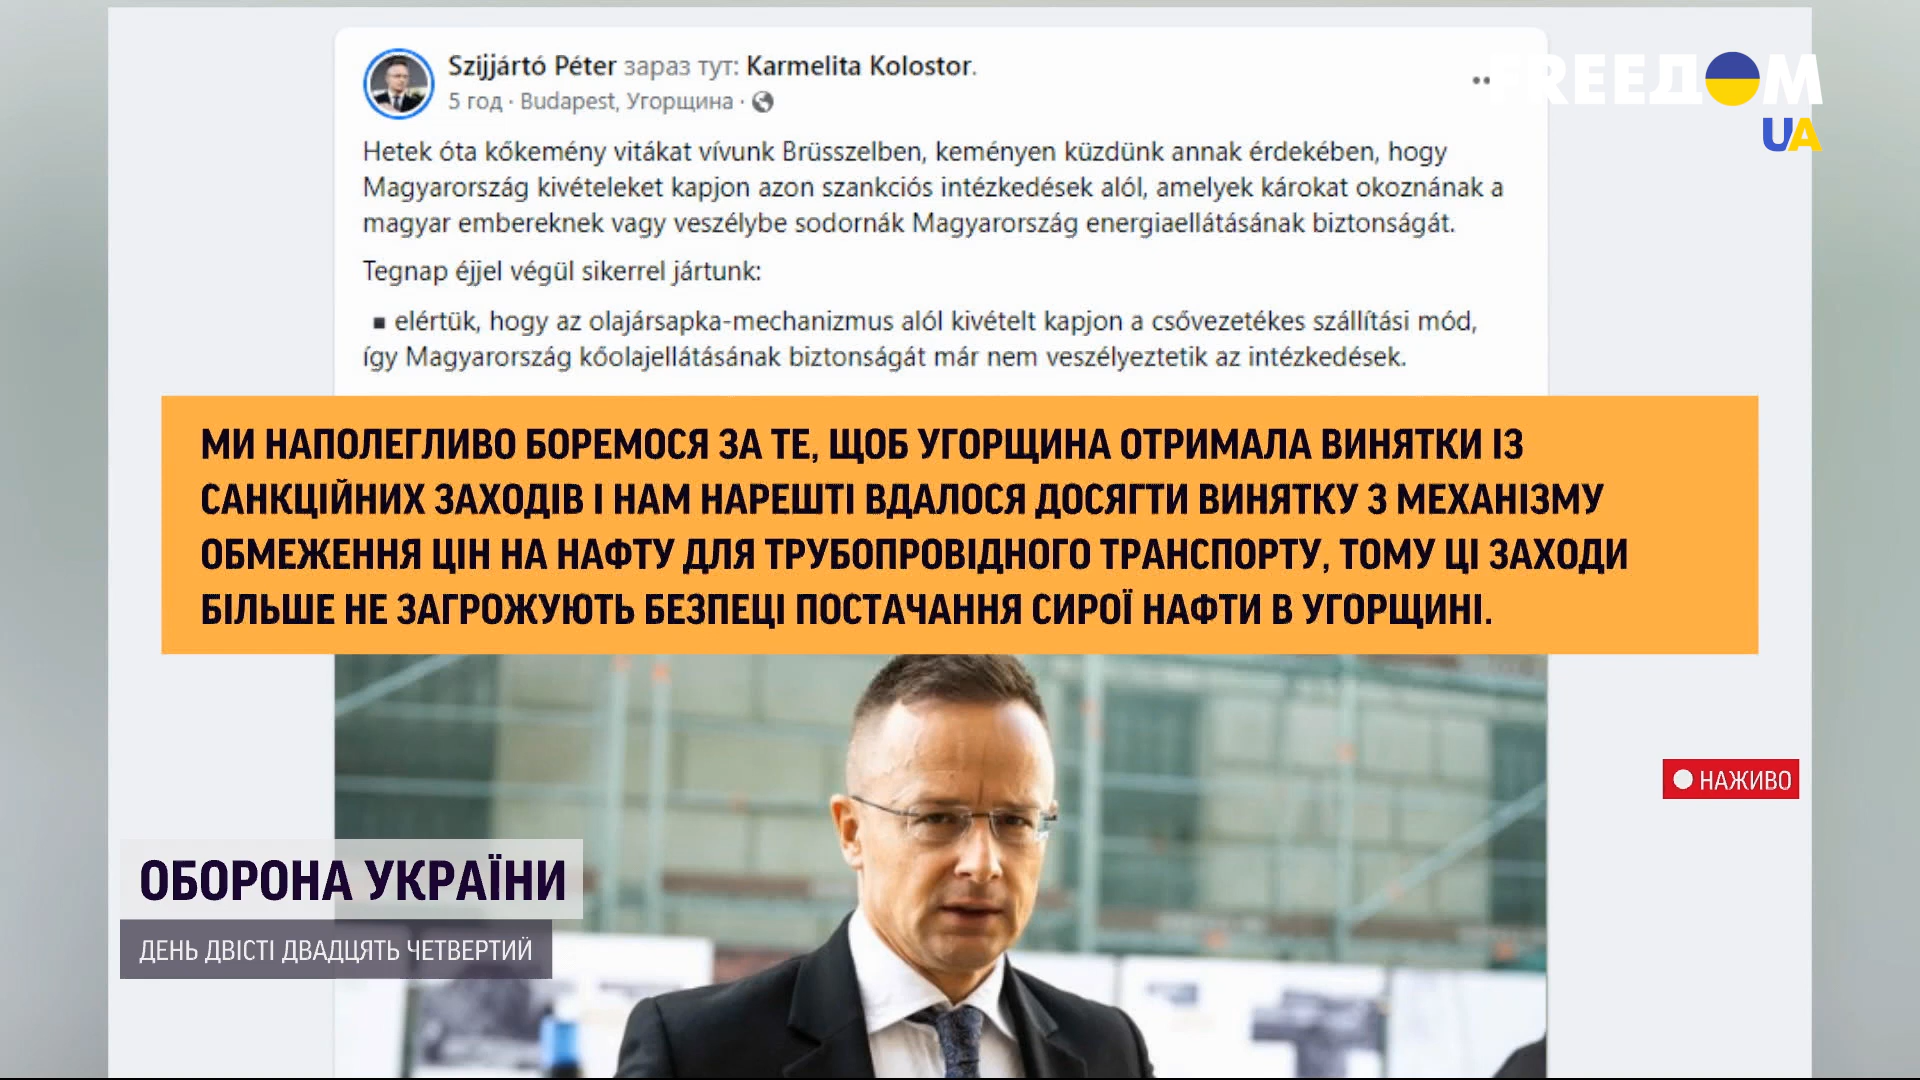 Szijjártó Péter зараз тут: Karmelita Kolostor.
5 год · Budapest, Угорщина ·
FREEДOM
UA
Hetek óta kőkemény vitákat vívunk Brüsszelben, keményen küzdünk annak érdekében, hogy
Magyarország kivételeket kapjon azon szankciós intézkedések alól, amelyek károkat okoznának a
magyar embereknek vagy veszélybe sodornák Magyarország energiaellátásának biztonságát.
Tegnap éjjel végül sikerrel jártunk:
▪ elértük, hogy az olajársapka-mechanizmus alól kivételt kapjon a csővezetékes szállítási mód,
így Magyarország kőolajellátásának biztonságát már nem veszélyeztetik az intézkedések.
МИ НАПОЛЕГЛИВО БОРЕМОСЯ ЗА ТЕ, ЩОБ УГОРЩИНА ОТРИМАЛА ВИНЯТКИ ІЗ
САНКЦІЙНИХ ЗАХОДІВ І НАМ НАРЕШТІ ВДАЛОСЯ ДОСЯГТИ ВИНЯТКУ З МЕХАНІЗМУ
ОБМЕЖЕННЯ ЦІН НА НАФТУ ДЛЯ ТРУБОПРОВІДНОГО ТРАНСПОРТУ, ТОМУ ЦІ ЗАХОДИ
БІЛЬШЕ НЕ ЗАГРОЖУЮТЬ БЕЗПЕЦІ ПОСТАЧАННЯ СИРОЇ НАФТИ В УГОРЩИНІ.
НАЖИВО
ОБОРОНА УКРАЇНИ
ДЕНЬ ДВІСТІ ДВАДЦЯТЬ ЧЕТВЕРТИЙ